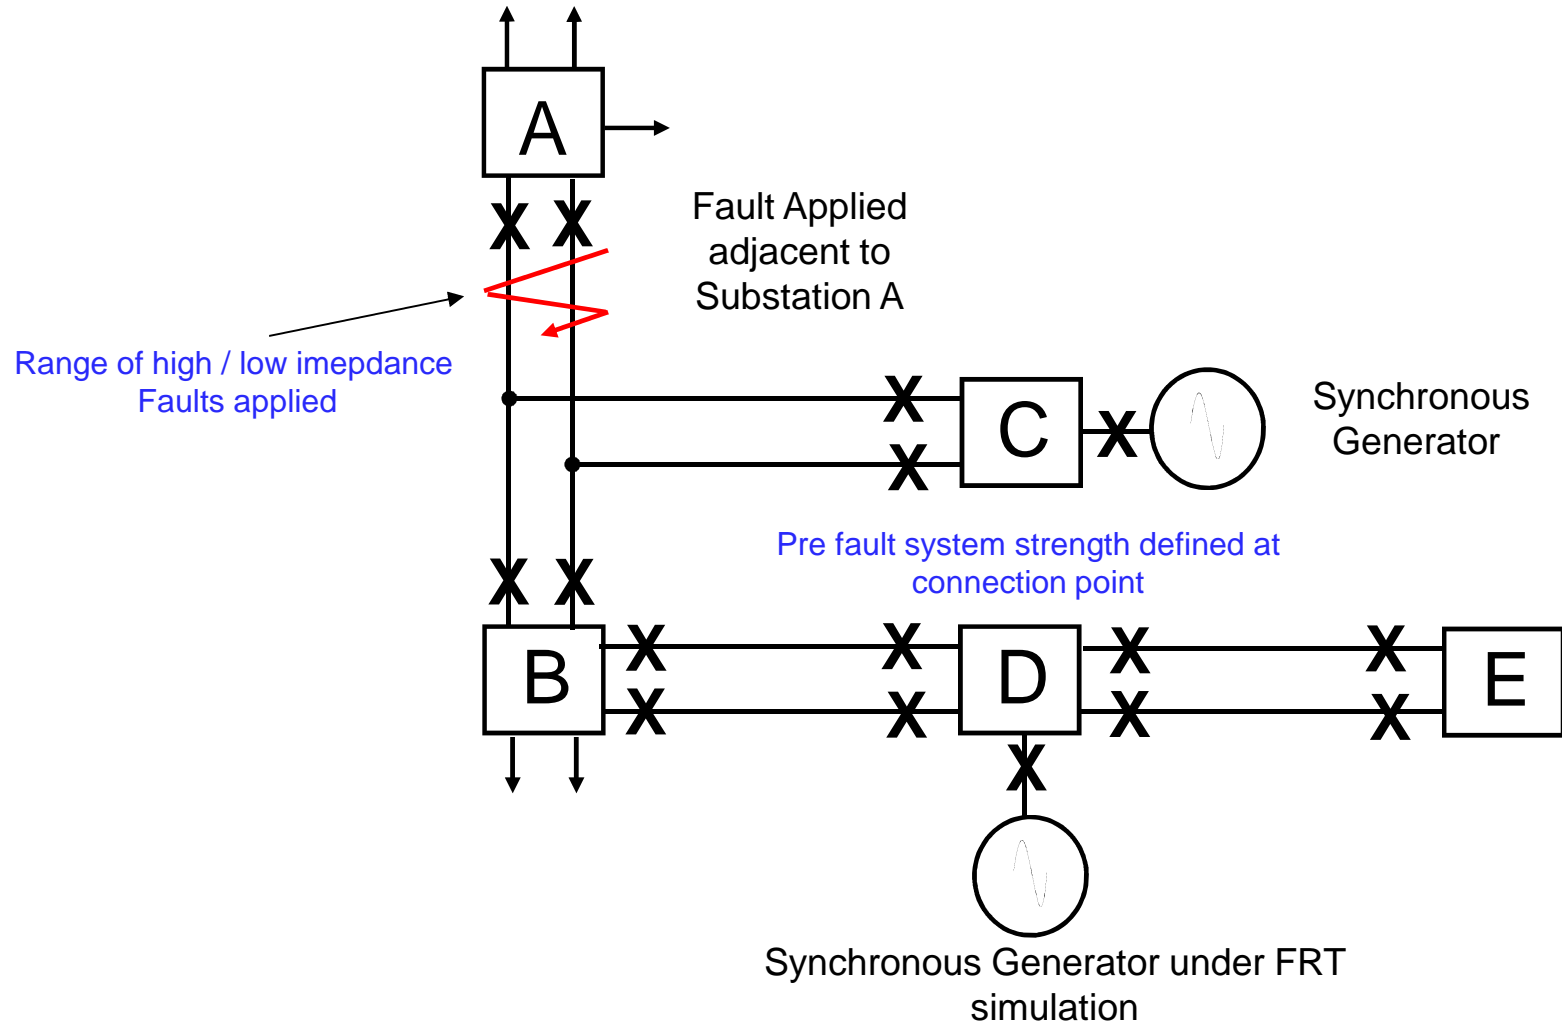 A
X X
Fault Applied
adjacent to
Substation A
Range of high / low imepdance
Faults applied
X
C
X
X
Synchronous
Generator
Pre fault system strength defined at
connection point
X X
B
X X
D
X X
E
X X
X X
X
Synchronous Generator under FRT
simulation